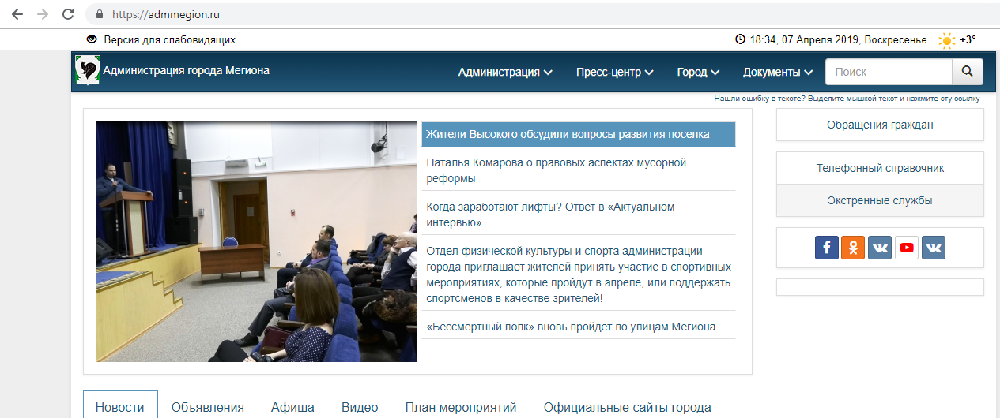 https://admmegion.ru
Версия для слабовидящих
18:34, 07 Апреля 2019, Воскресенье
+3°
Администрация города Мегиона
Администрация
Пресс-центр
Город
Документы
Поиск
Нашли ошибку в тексте? Выделите мышкой текст и нажмите эту ссылку
Жители Высокого обсудили вопросы развития поселка
Наталья Комарова о правовых аспектах мусорной
реформы
Когда заработают лифты? Ответ в «Актуальном
интервью»
Отдел физической культуры и спорта администрации
города приглашает жителей принять участие в спортивных
мероприятиях, которые пройдут в апреле, или поддержать
спортсменов в качестве зрителей!
«Бессмертный полк» вновь пройдет по улицам Мегиона
Обращения граждан
Телефонный справочник
Экстренные службы
Новости
Объявления
Афиша
Видео
План мероприятий
Официальные сайты города